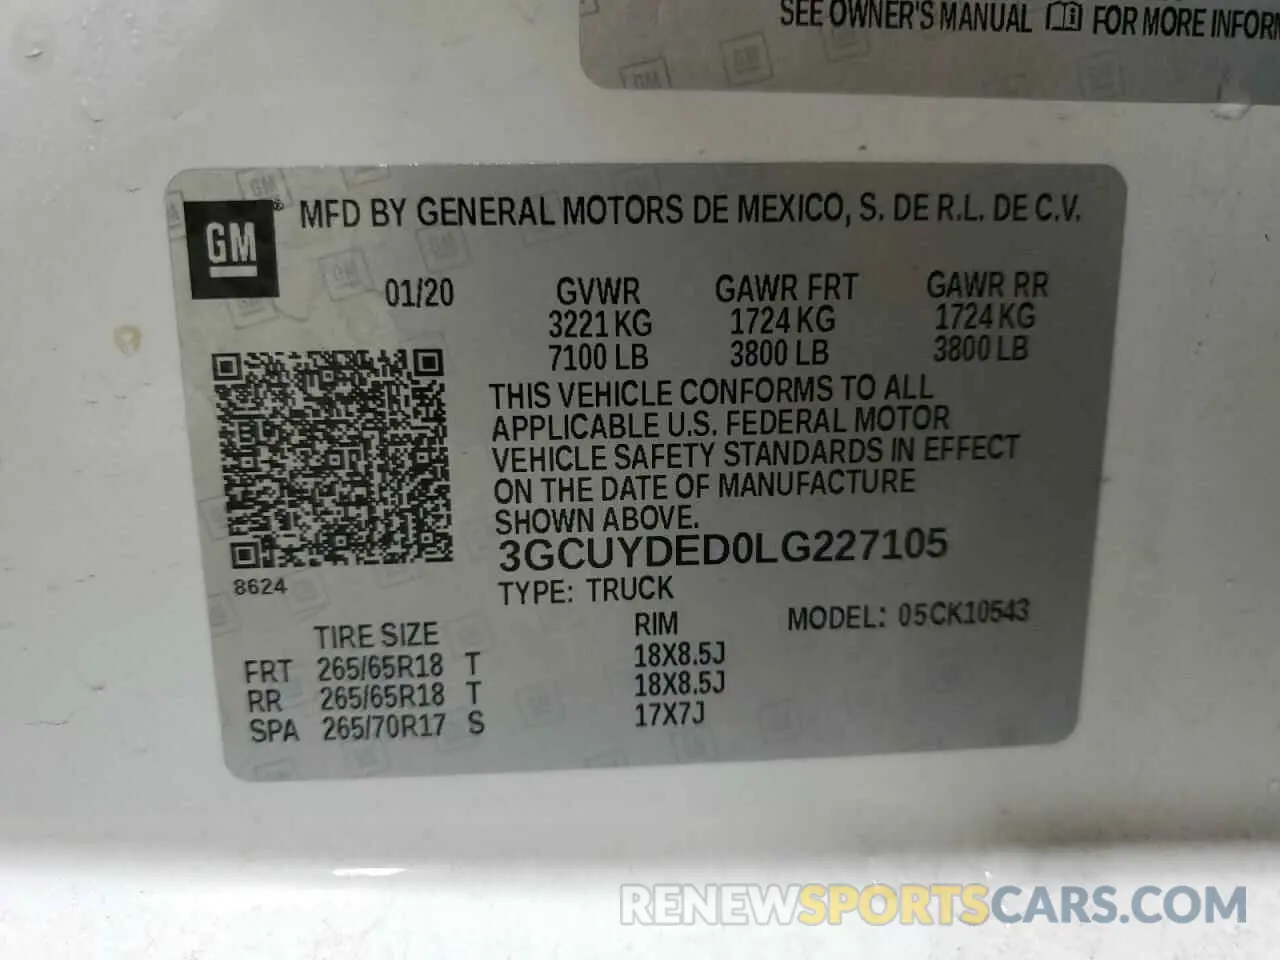 SEE OWNER'S MANUAL FOR MORE
GM
® MFD BY GENERAL MOTORS DE MEXICO, S. DE R.L. DE C.V.
01/20 GVWR GAWR FRT GAWR RR
3221 KG 1724 KG 1724 KG
7100 LB 3800 LB 3800 LB
THIS VEHICLE CONFORMS TO ALL
APPLICABLE U.S. FEDERAL MOTOR
VEHICLE SAFETY STANDARDS IN EFFECT
ON THE DATE OF MANUFACTURE
SHOWN ABOVE.
3GCUYDED0LG227105
8624
TYPE: TRUCK
TIRE SIZE RIM MODEL: 05CK10543
FRT 265/65R18 T 18X8.5J
RR 265/65R18 T 18X8.5J
SPA 265/70R17 S 17X7J
RENEWSPORTSCARS.COM